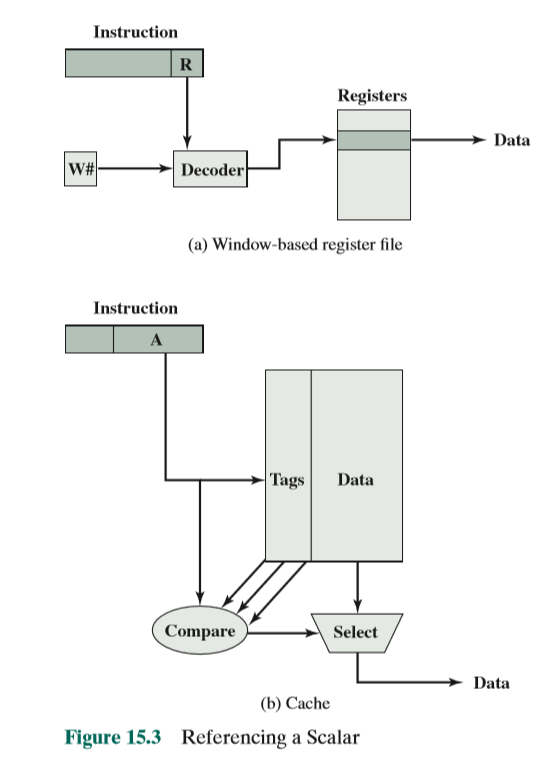 Instruction
R
Registers
Data
W#
Decoder
(a) Window-based register file
Instruction
A
Tags
Data
Compare
Select
Data
(b) Cache
Figure 15.3 Referencing a Scalar